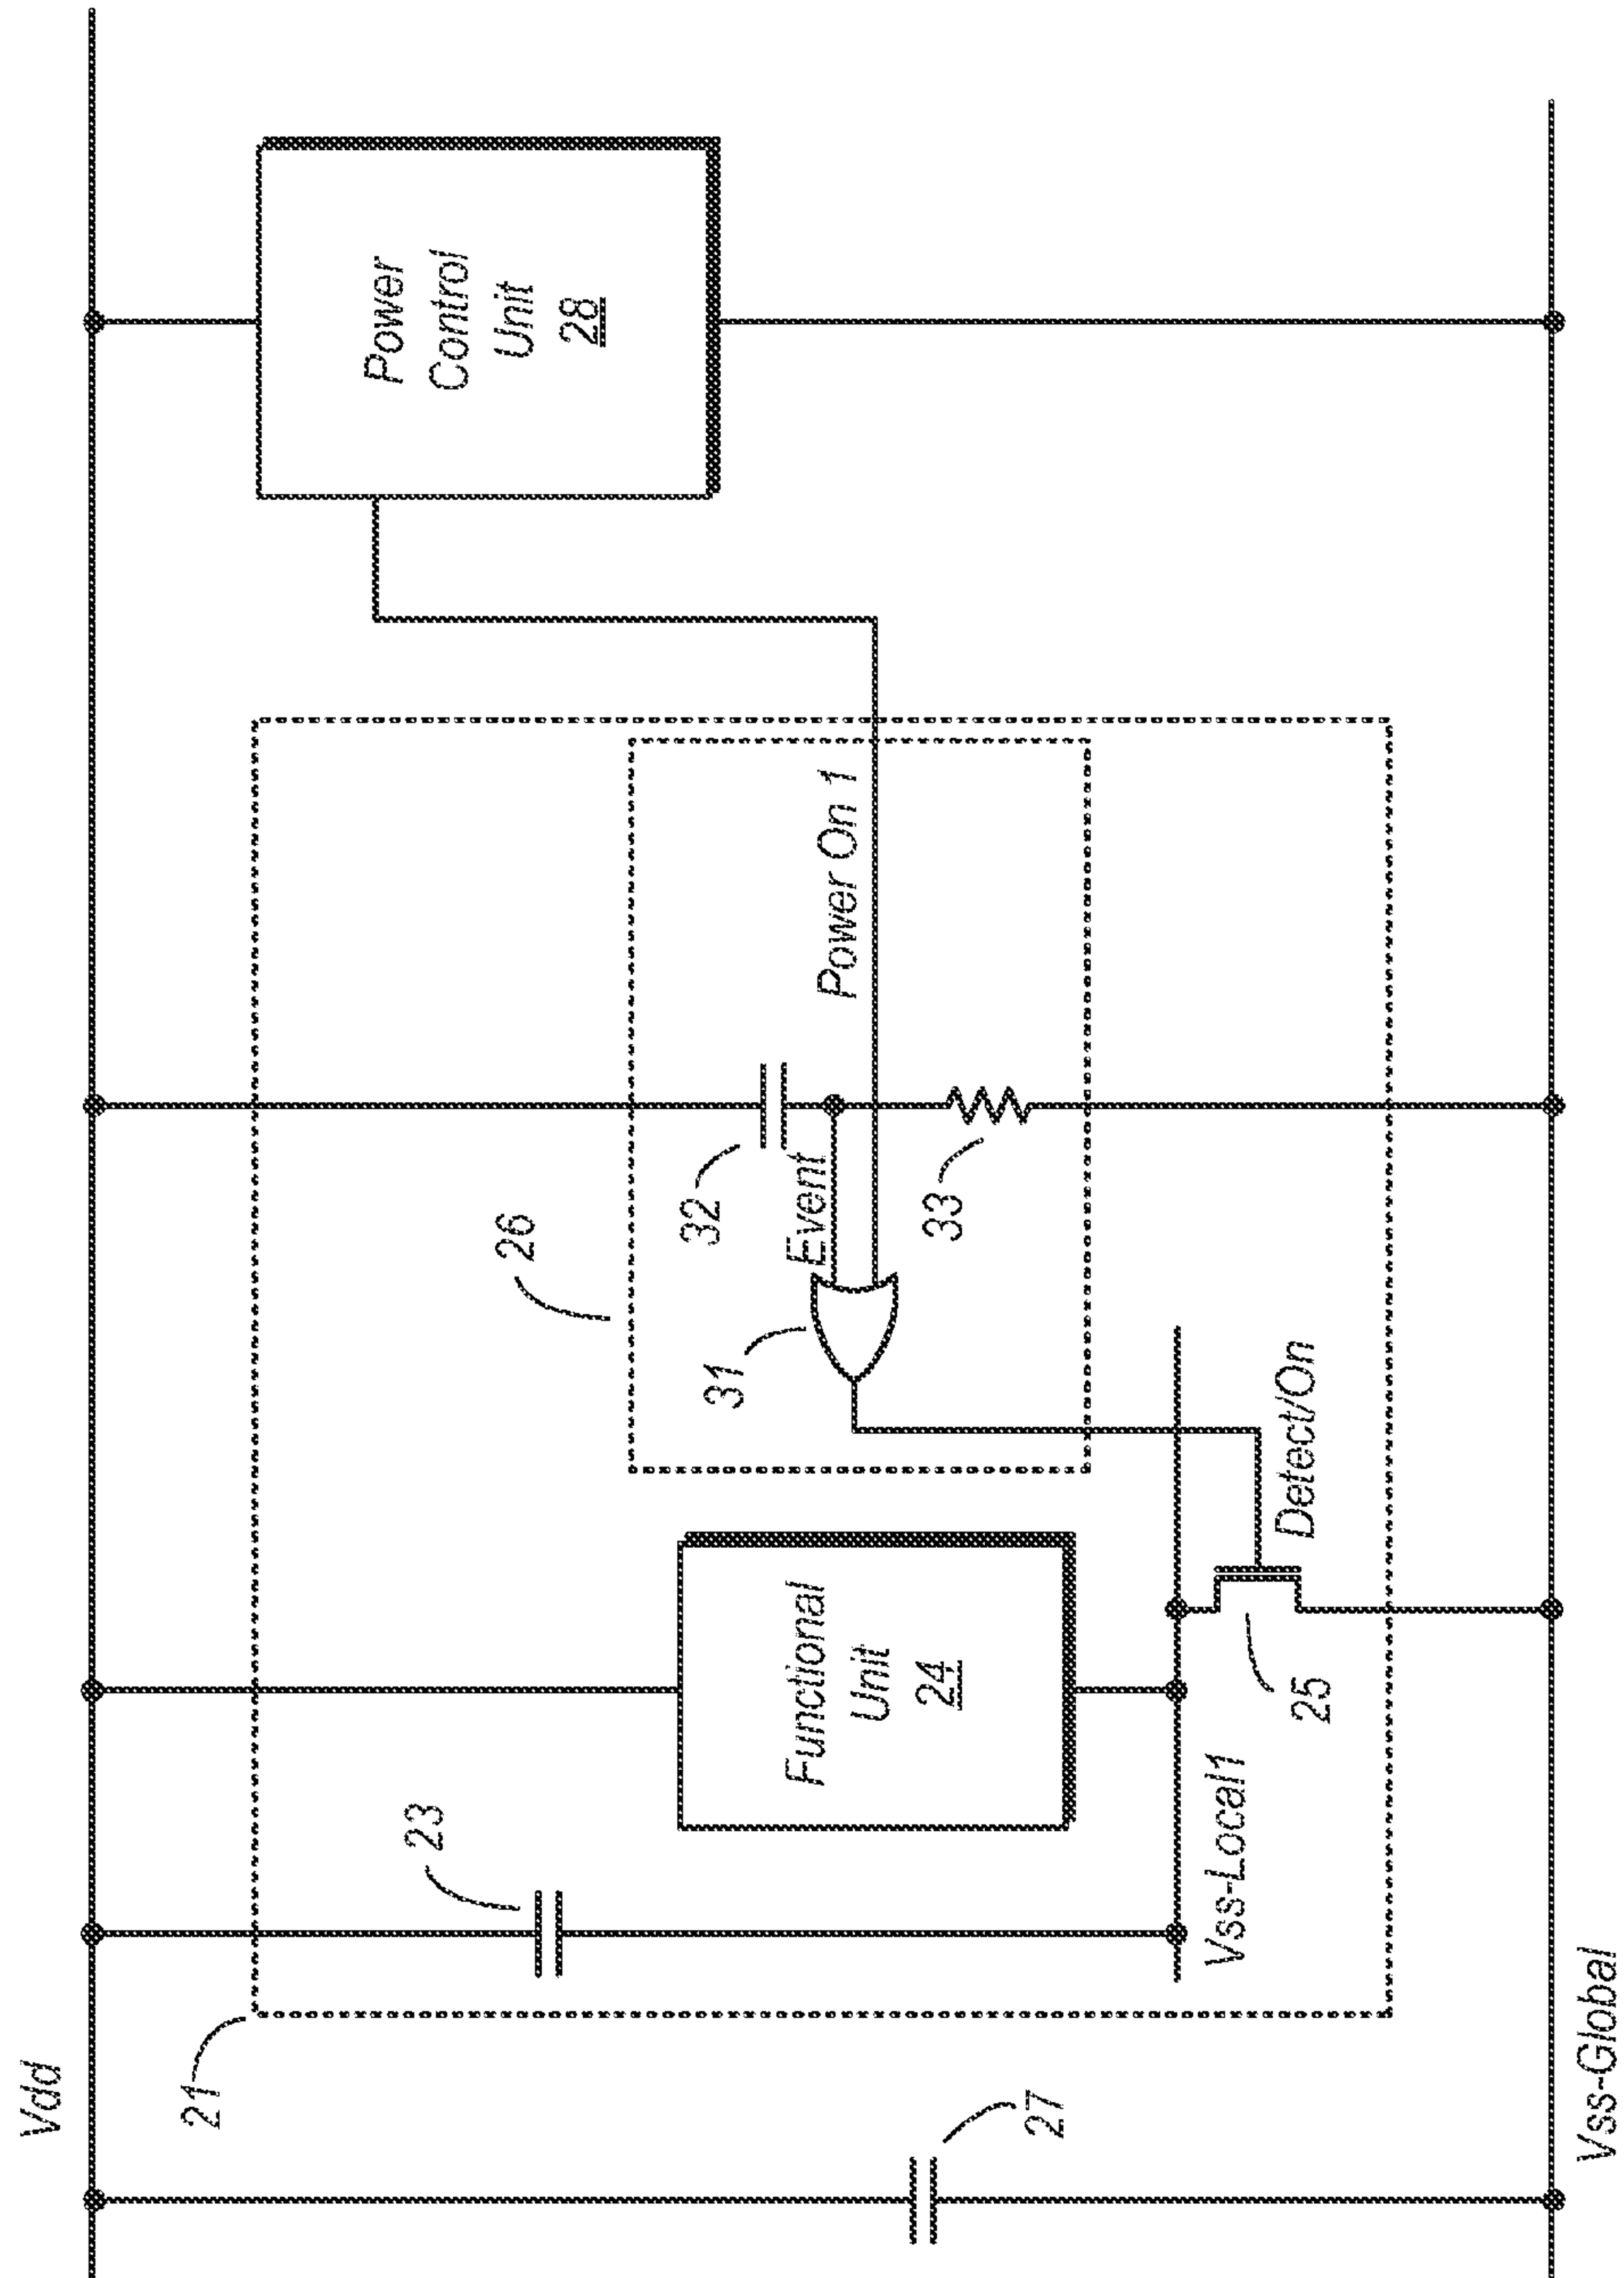 Vdd
21
27
23
Functional
Unit
24
26
31
32
Event
33
Power On 1
Power
Control
Unit
28
Vss-Local1
25
Detect/On
Vss-Global